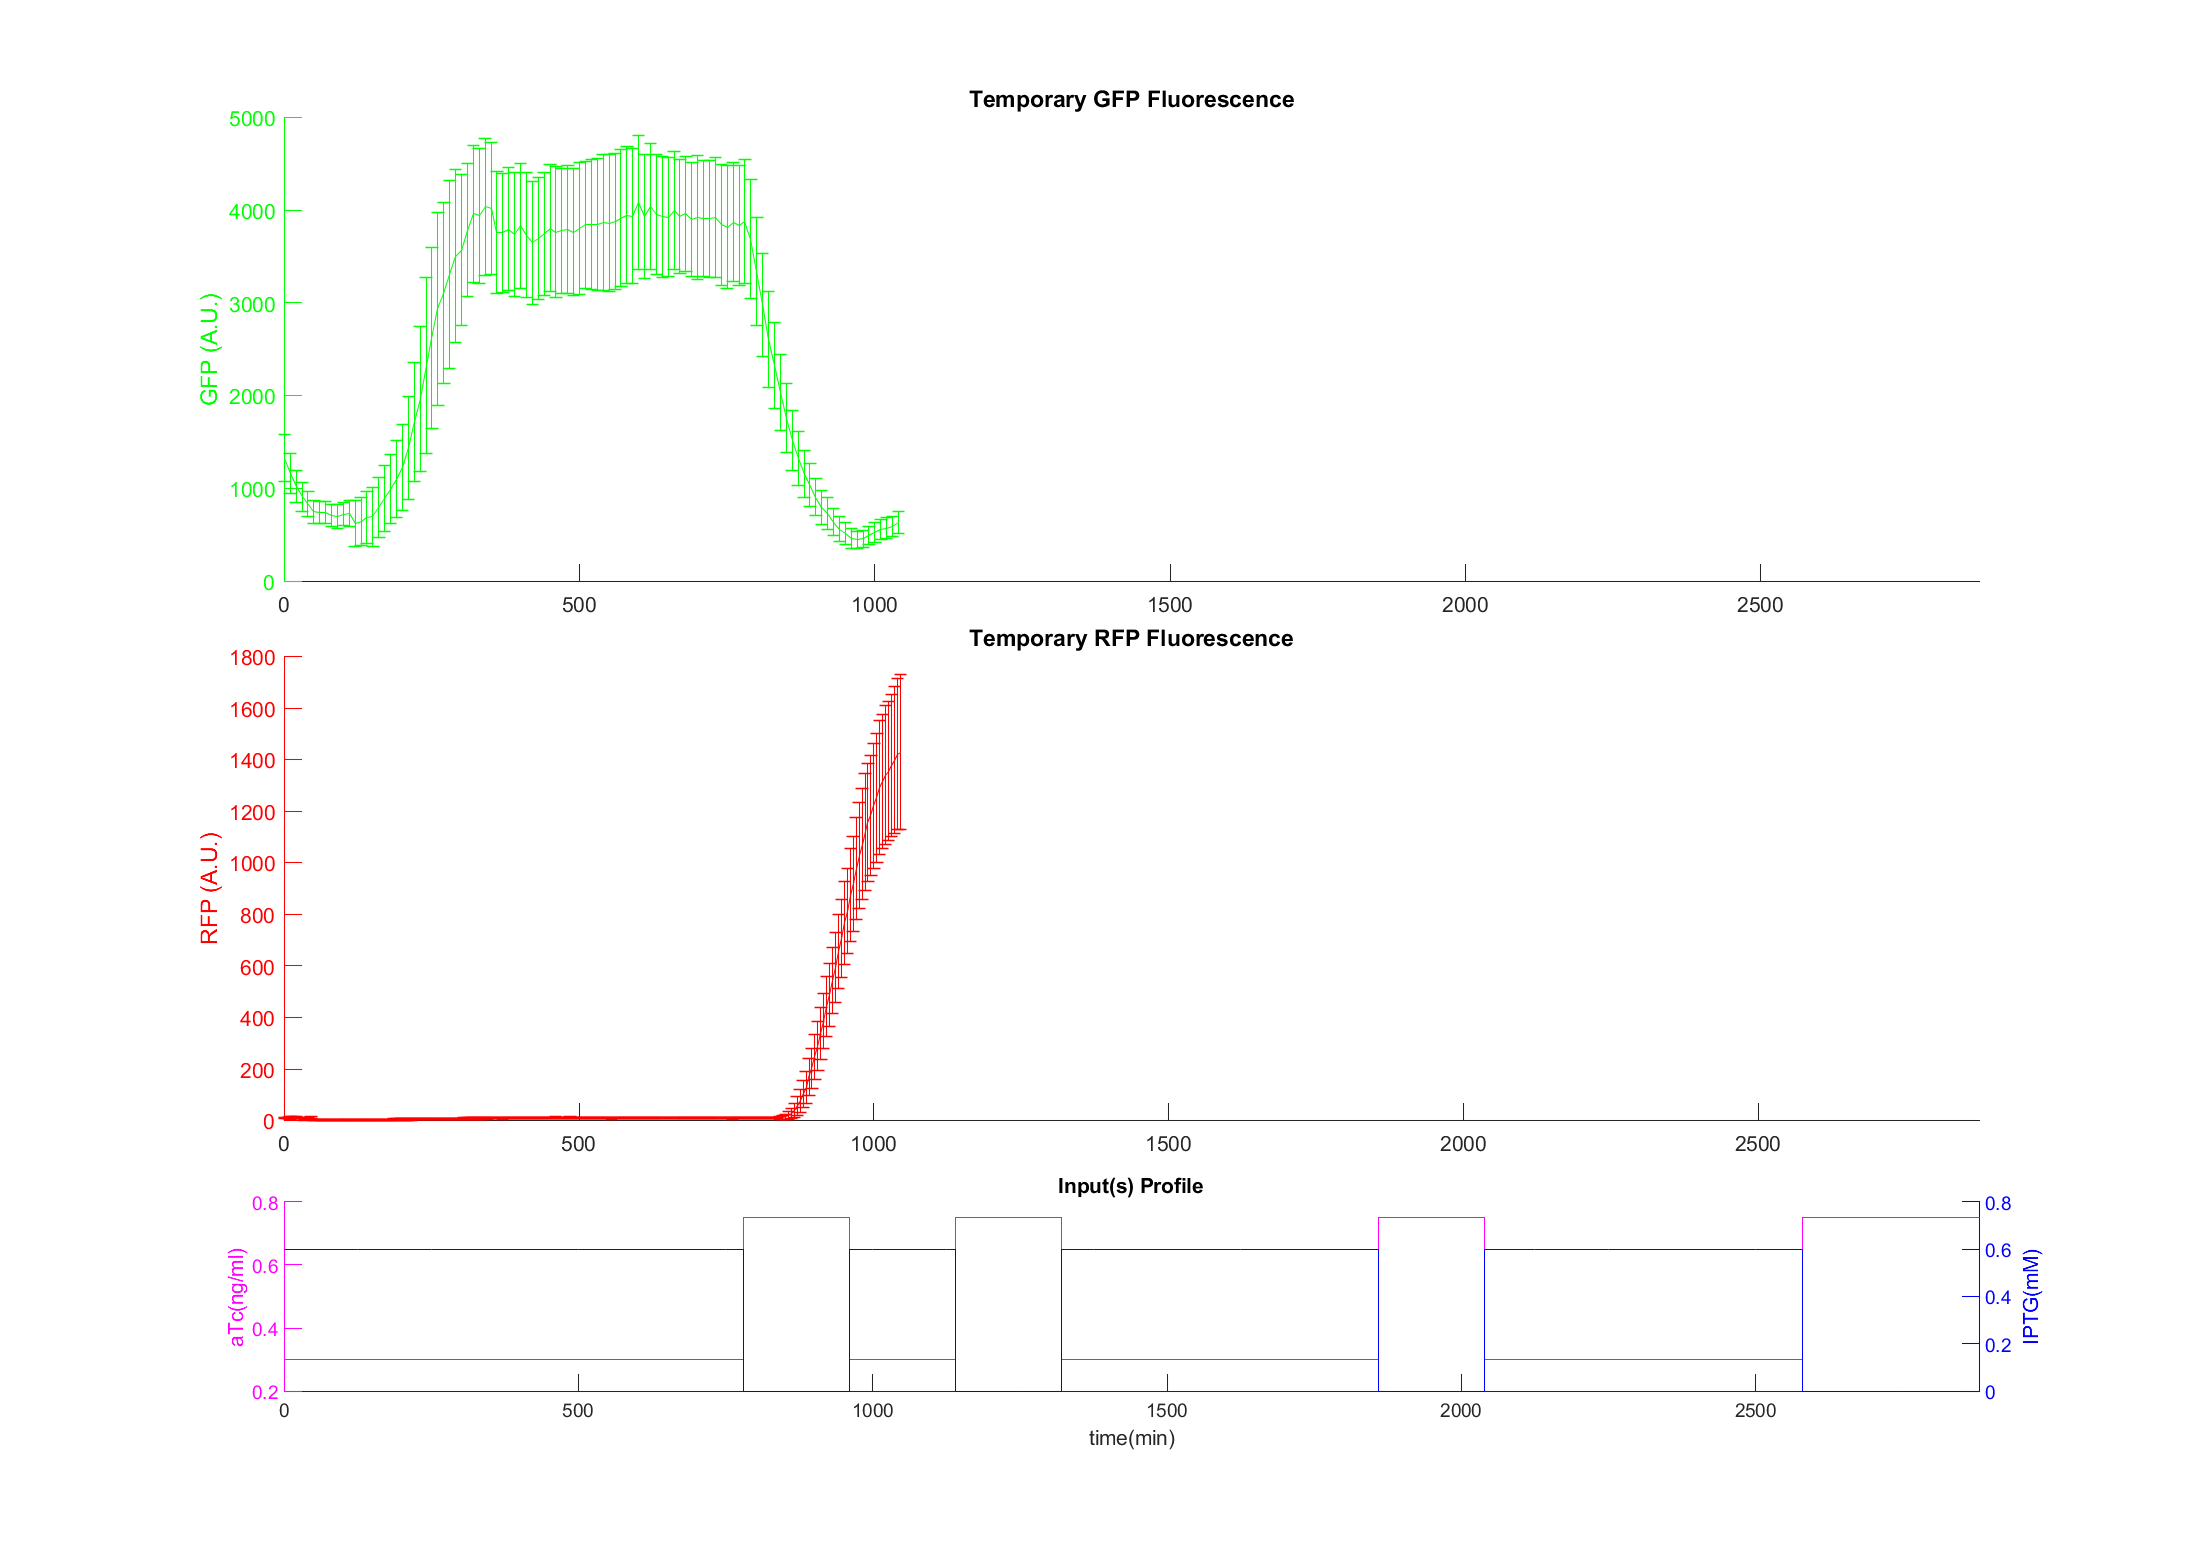 Temporary GFP Fluorescence
5000
4000
3000
2000
1000
0
GFP (A.U.)
0 500 1000 1500 2000 2500
Temporary RFP Fluorescence
1800
1600
1400
1200
1000
800
600
400
200
0
RFP (A.U.)
0 500 1000 1500 2000 2500
Input(s) Profile
0.8
0.6
0.4
0.2
aTc(ng/ml)
0.8
0.6
0.4
0.2
0
IPTG(mM)
0 500 1000 1500 2000 2500
time(min)